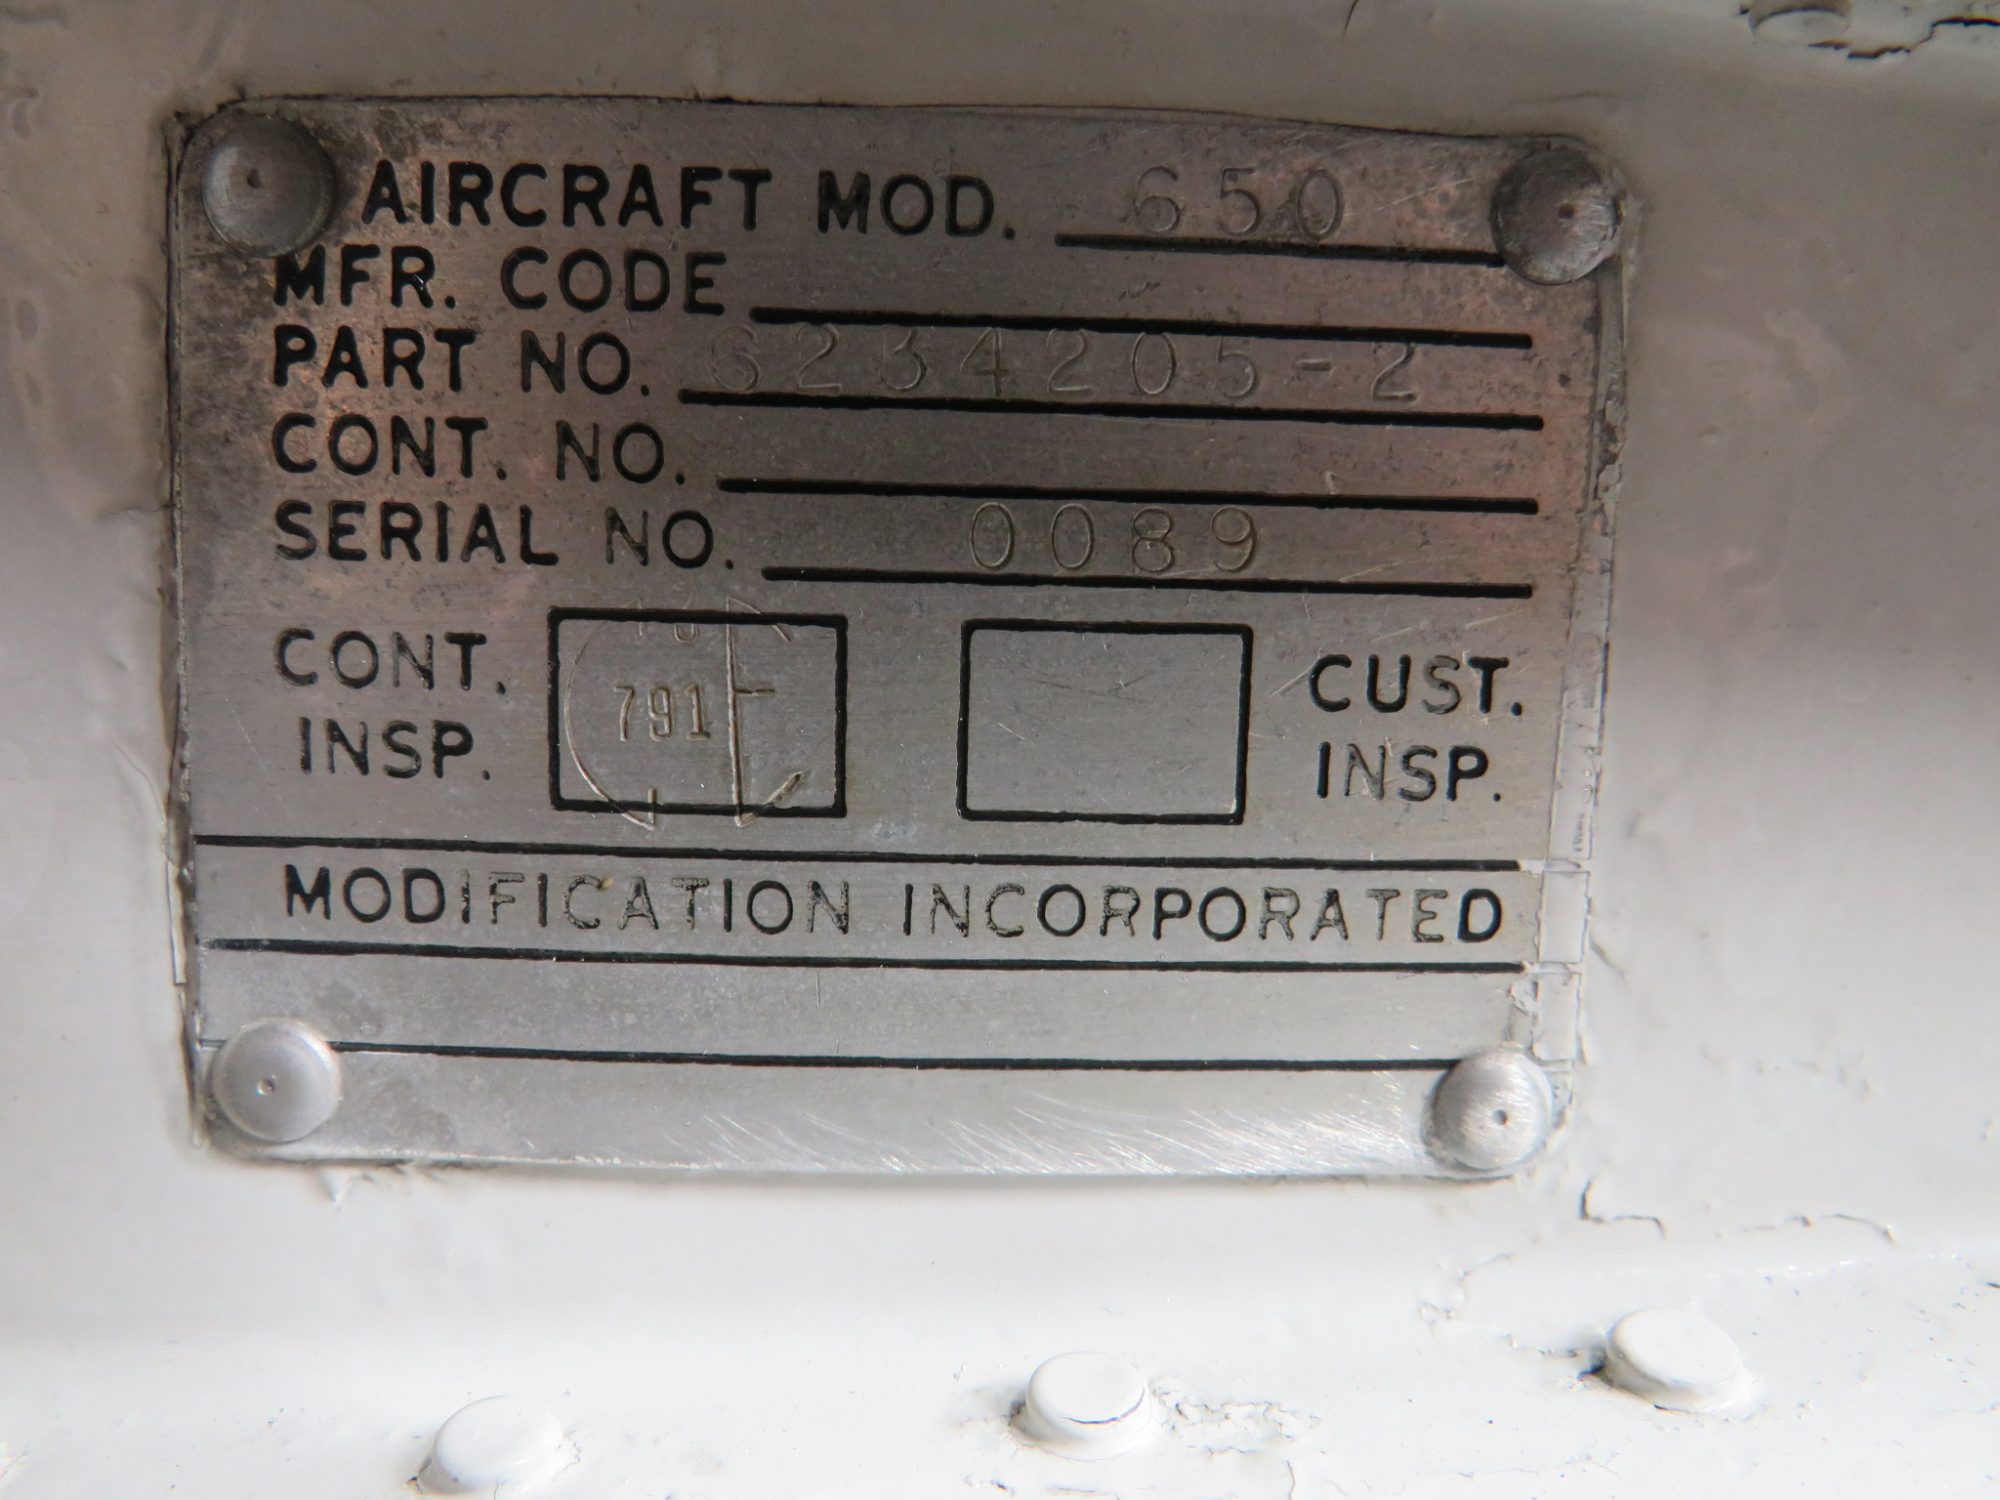 AIRCRAFT MOD. 650
MFR. CODE
PART NO. 6234205-2
CONT. NO.
SERIAL NO. 0089
CONT. INSP. 791
CUST. INSP.
MODIFICATION INCORPORATED